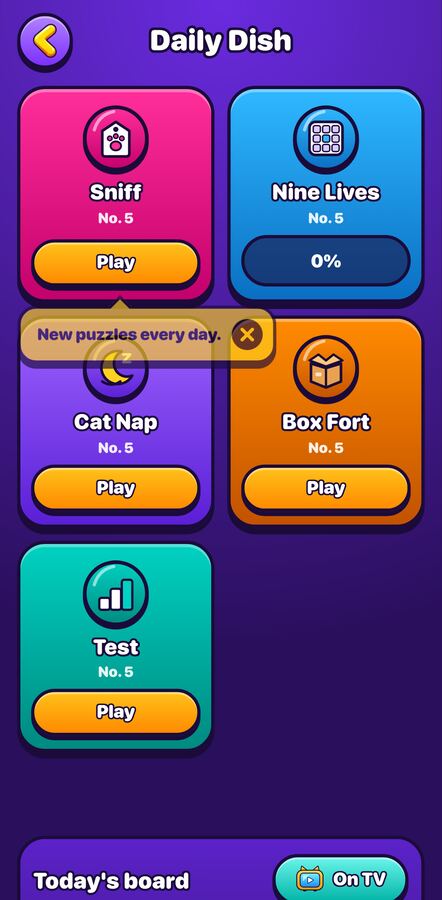 Daily Dish
Sniff
No. 5
Play
Nine Lives
No. 5
0%
New puzzles every day.
z
Cat Nap
No. 5
Play
Box Fort
No. 5
Play
Test
No. 5
Play
Today's board
On TV